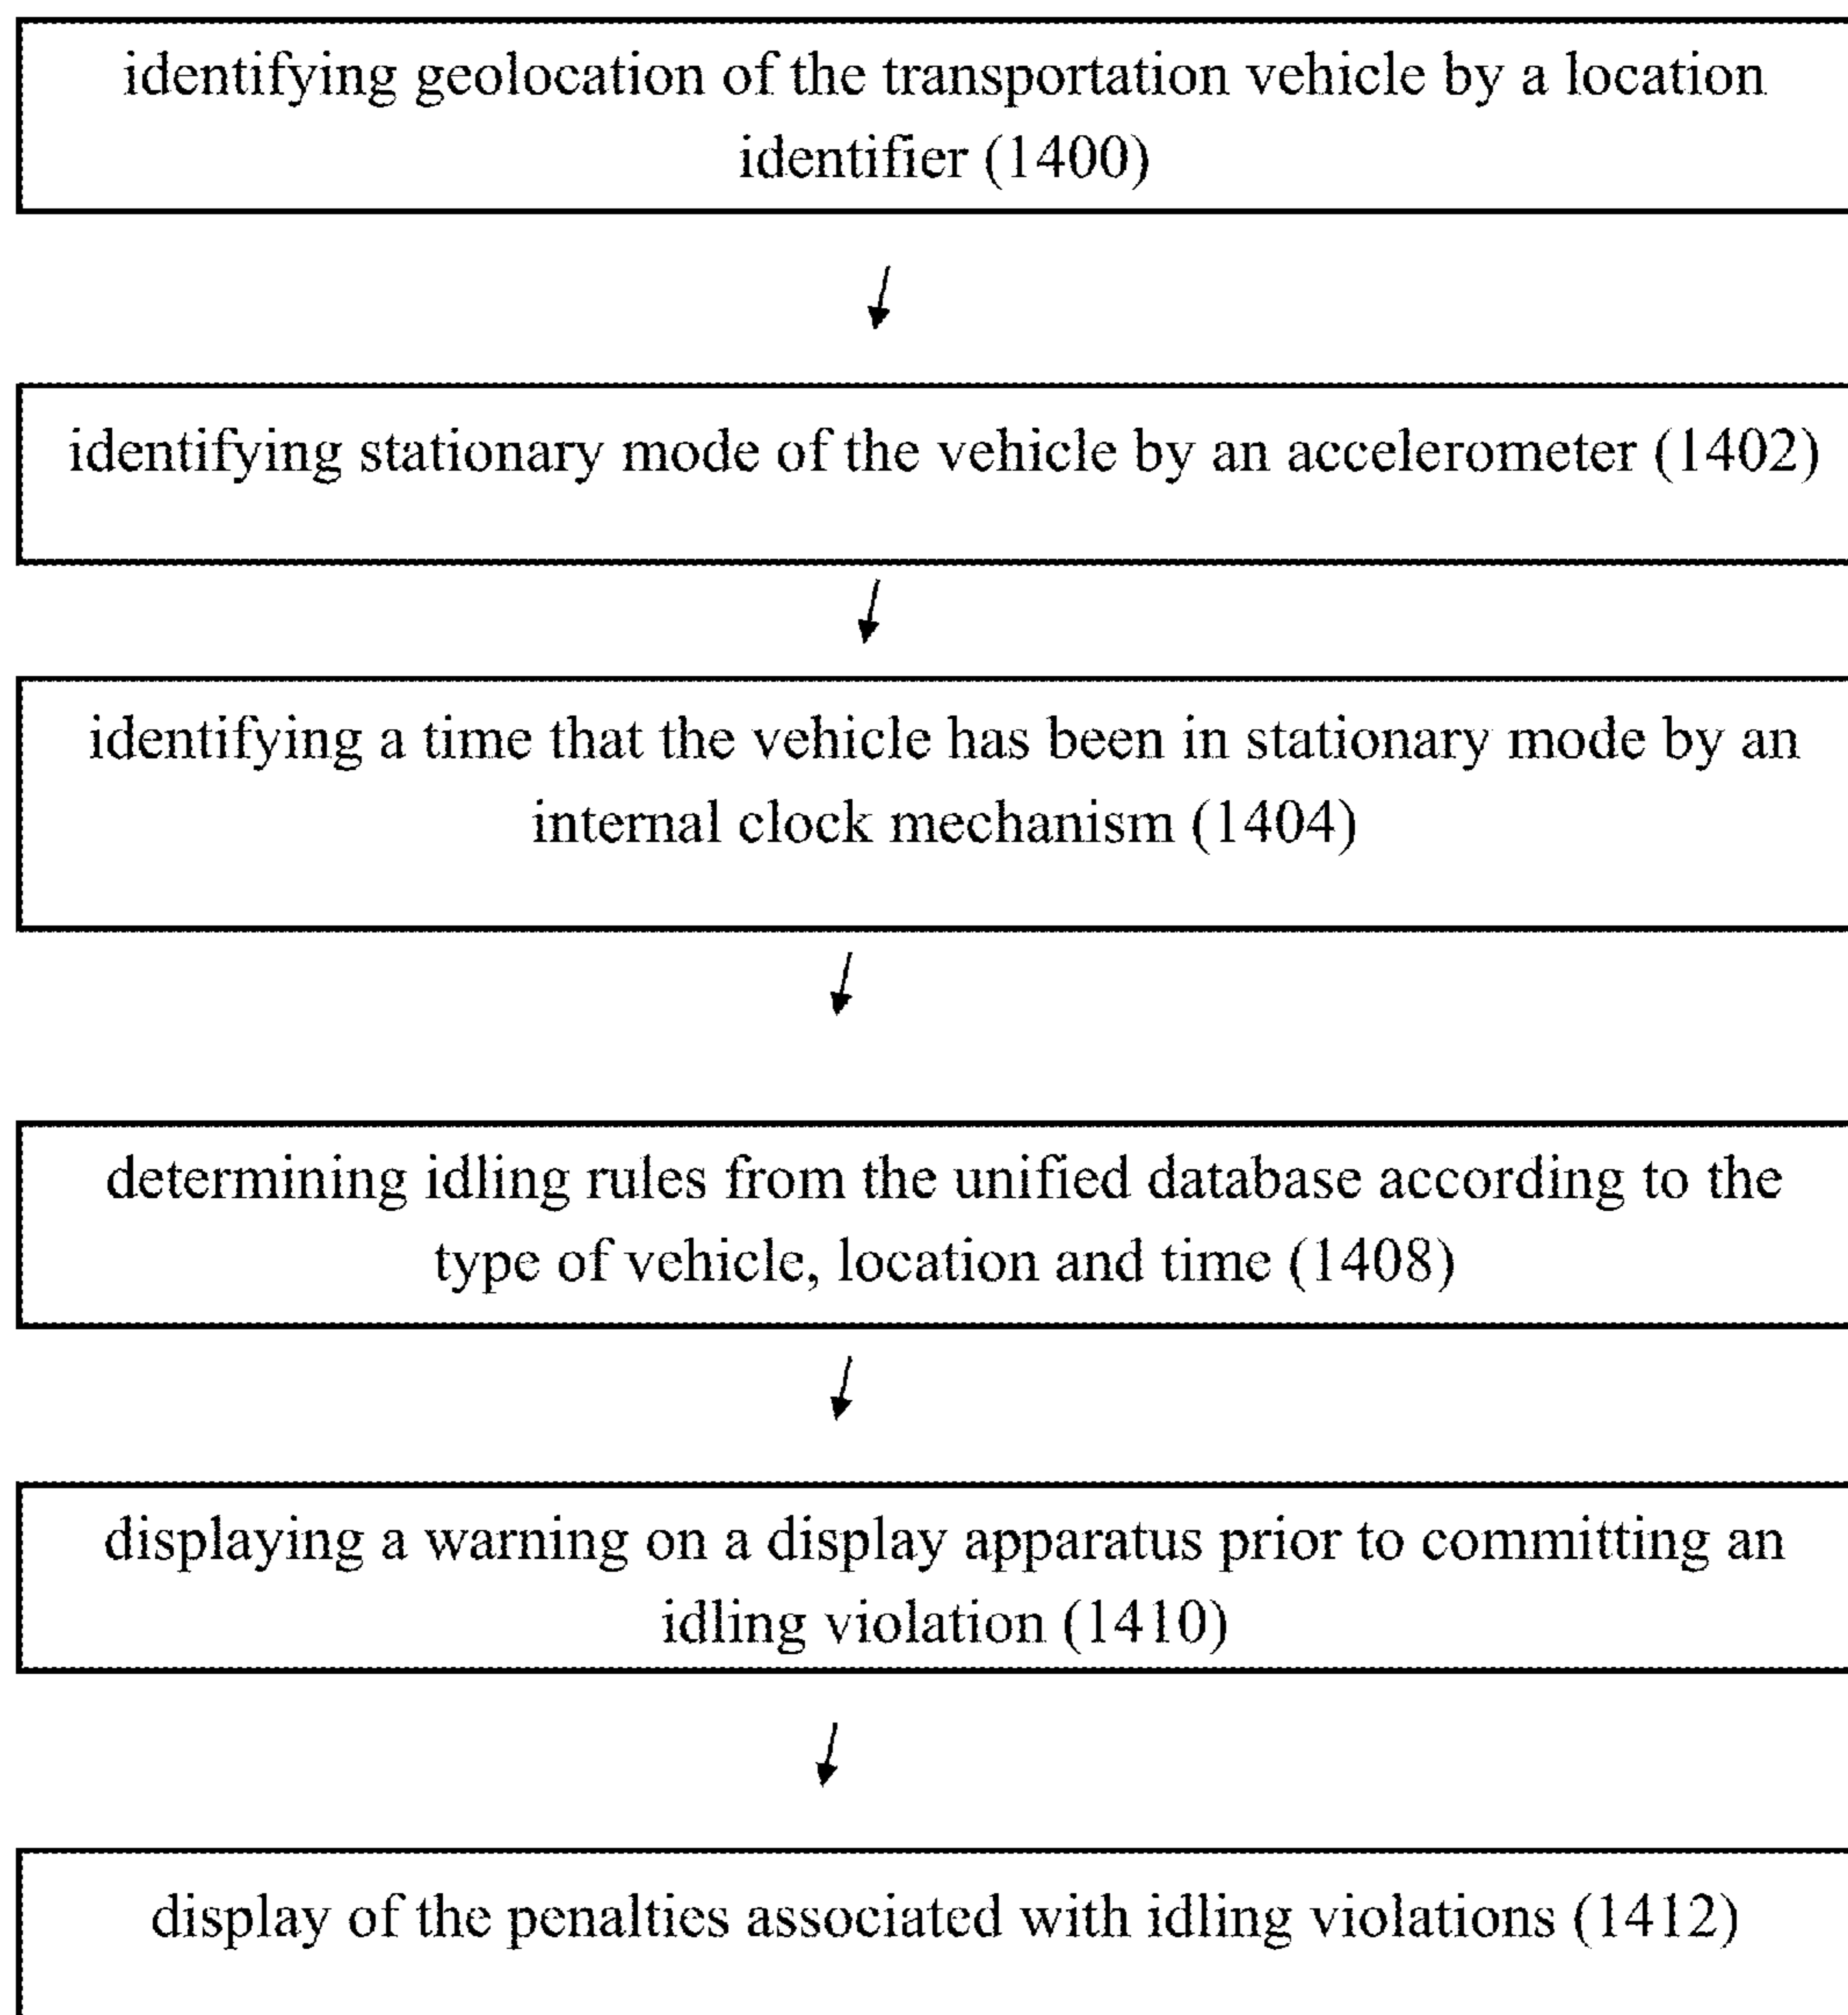 identifying geolocation of the transportation vehicle by a location
identifier (1400)
identifying stationary mode of the vehicle by an accelerometer (1402)
identifying a time that the vehicle has been in stationary mode by an
internal clock mechanism (1404)
determining idling rules from the unified database according to the
type of vehicle, location and time (1408)
displaying a warning on a display apparatus prior to committing an
idling violation (1410)
display of the penalties associated with idling violations (1412)